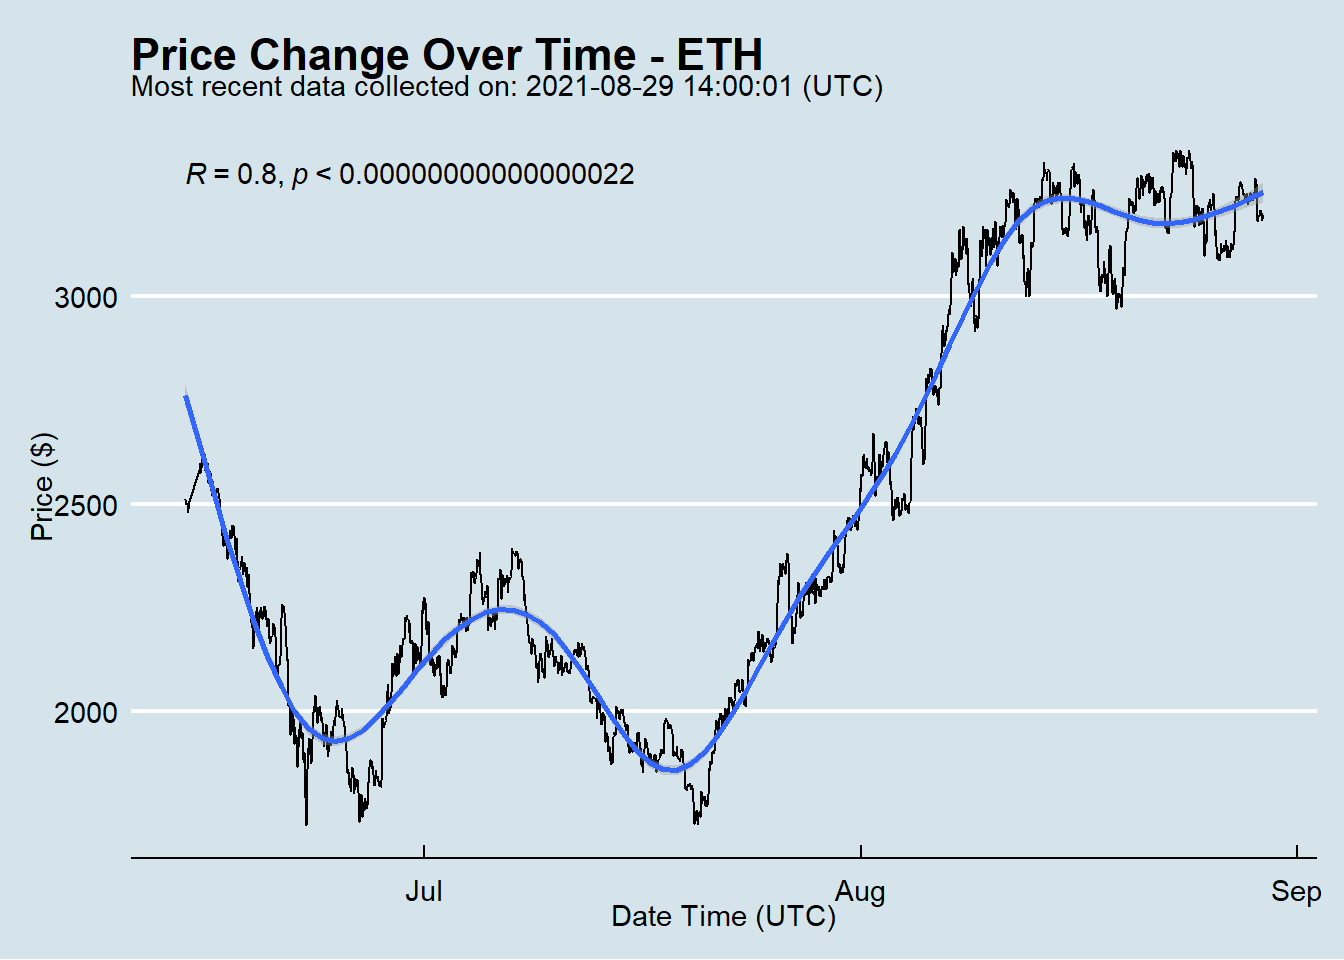 Price Change Over Time - ETH
Most recent data collected on: 2021-08-29 14:00:01 (UTC)
R = 0.8, p < 0.00000000000000022
3000
2500
2000
Price ($)
Jul
Aug
Sep
Date Time (UTC)